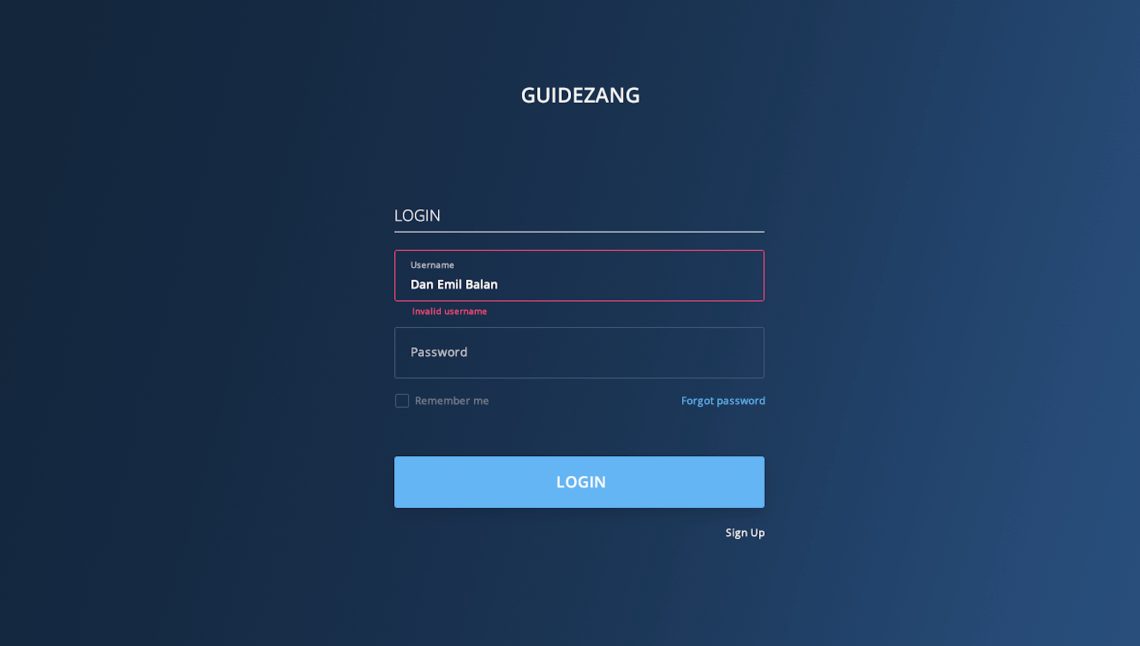 GUIDEZANG
LOGIN
Username
Dan Emil Balan
Invalid username
Password
Remember me
Forgot password
LOGIN
Sign Up